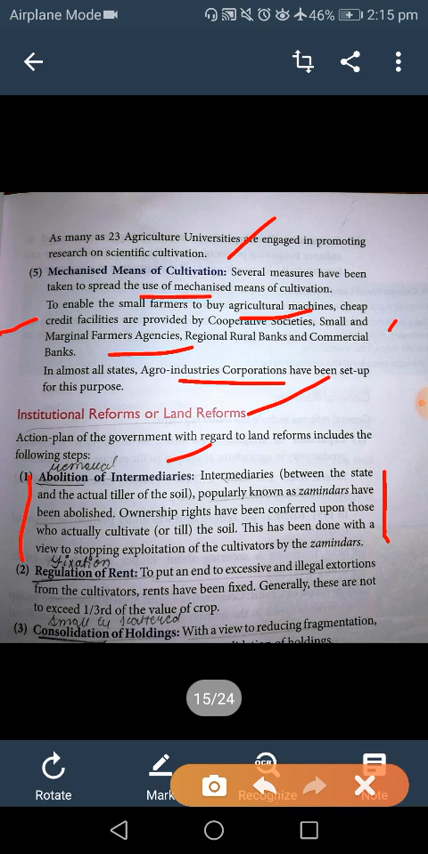 Airplane Mode
46%
2:15 pm
As many as 23 Agriculture Universities are engaged in promoting
research on scientific cultivation.
(5) Mechanised Means of Cultivation: Several measures have been
taken to spread the use of mechanised means of cultivation.
To enable the small farmers to buy agricultural machines, cheap
credit facilities are provided by Cooperative Societies, Small and
Marginal Farmers Agencies, Regional Rural Banks and Commercial
Banks.
In almost all states, Agro-industries Corporations have been set-up
for this purpose.
Institutional Reforms or Land Reforms
Action-plan of the government with regard to land reforms includes the
following steps:
removal
(1) Abolition of Intermediaries: Intermediaries (between the state
and the actual tiller of the soil), popularly known as zamindars have
been abolished. Ownership rights have been conferred upon those
who actually cultivate (or till) the soil. This has been done with a
view to stopping exploitation of the cultivators by the zamindars.
fixation
(2) Regulation of Rent: To put an end to excessive and illegal extortions
from the cultivators, rents have been fixed. Generally, these are not
to exceed 1/3rd of the value of crop.
small scattered
(3) Consolidation of Holdings: With a view to reducing fragmentation,
of holdings.
15/24
OCR
Rotate
Mark
Recognize
Note